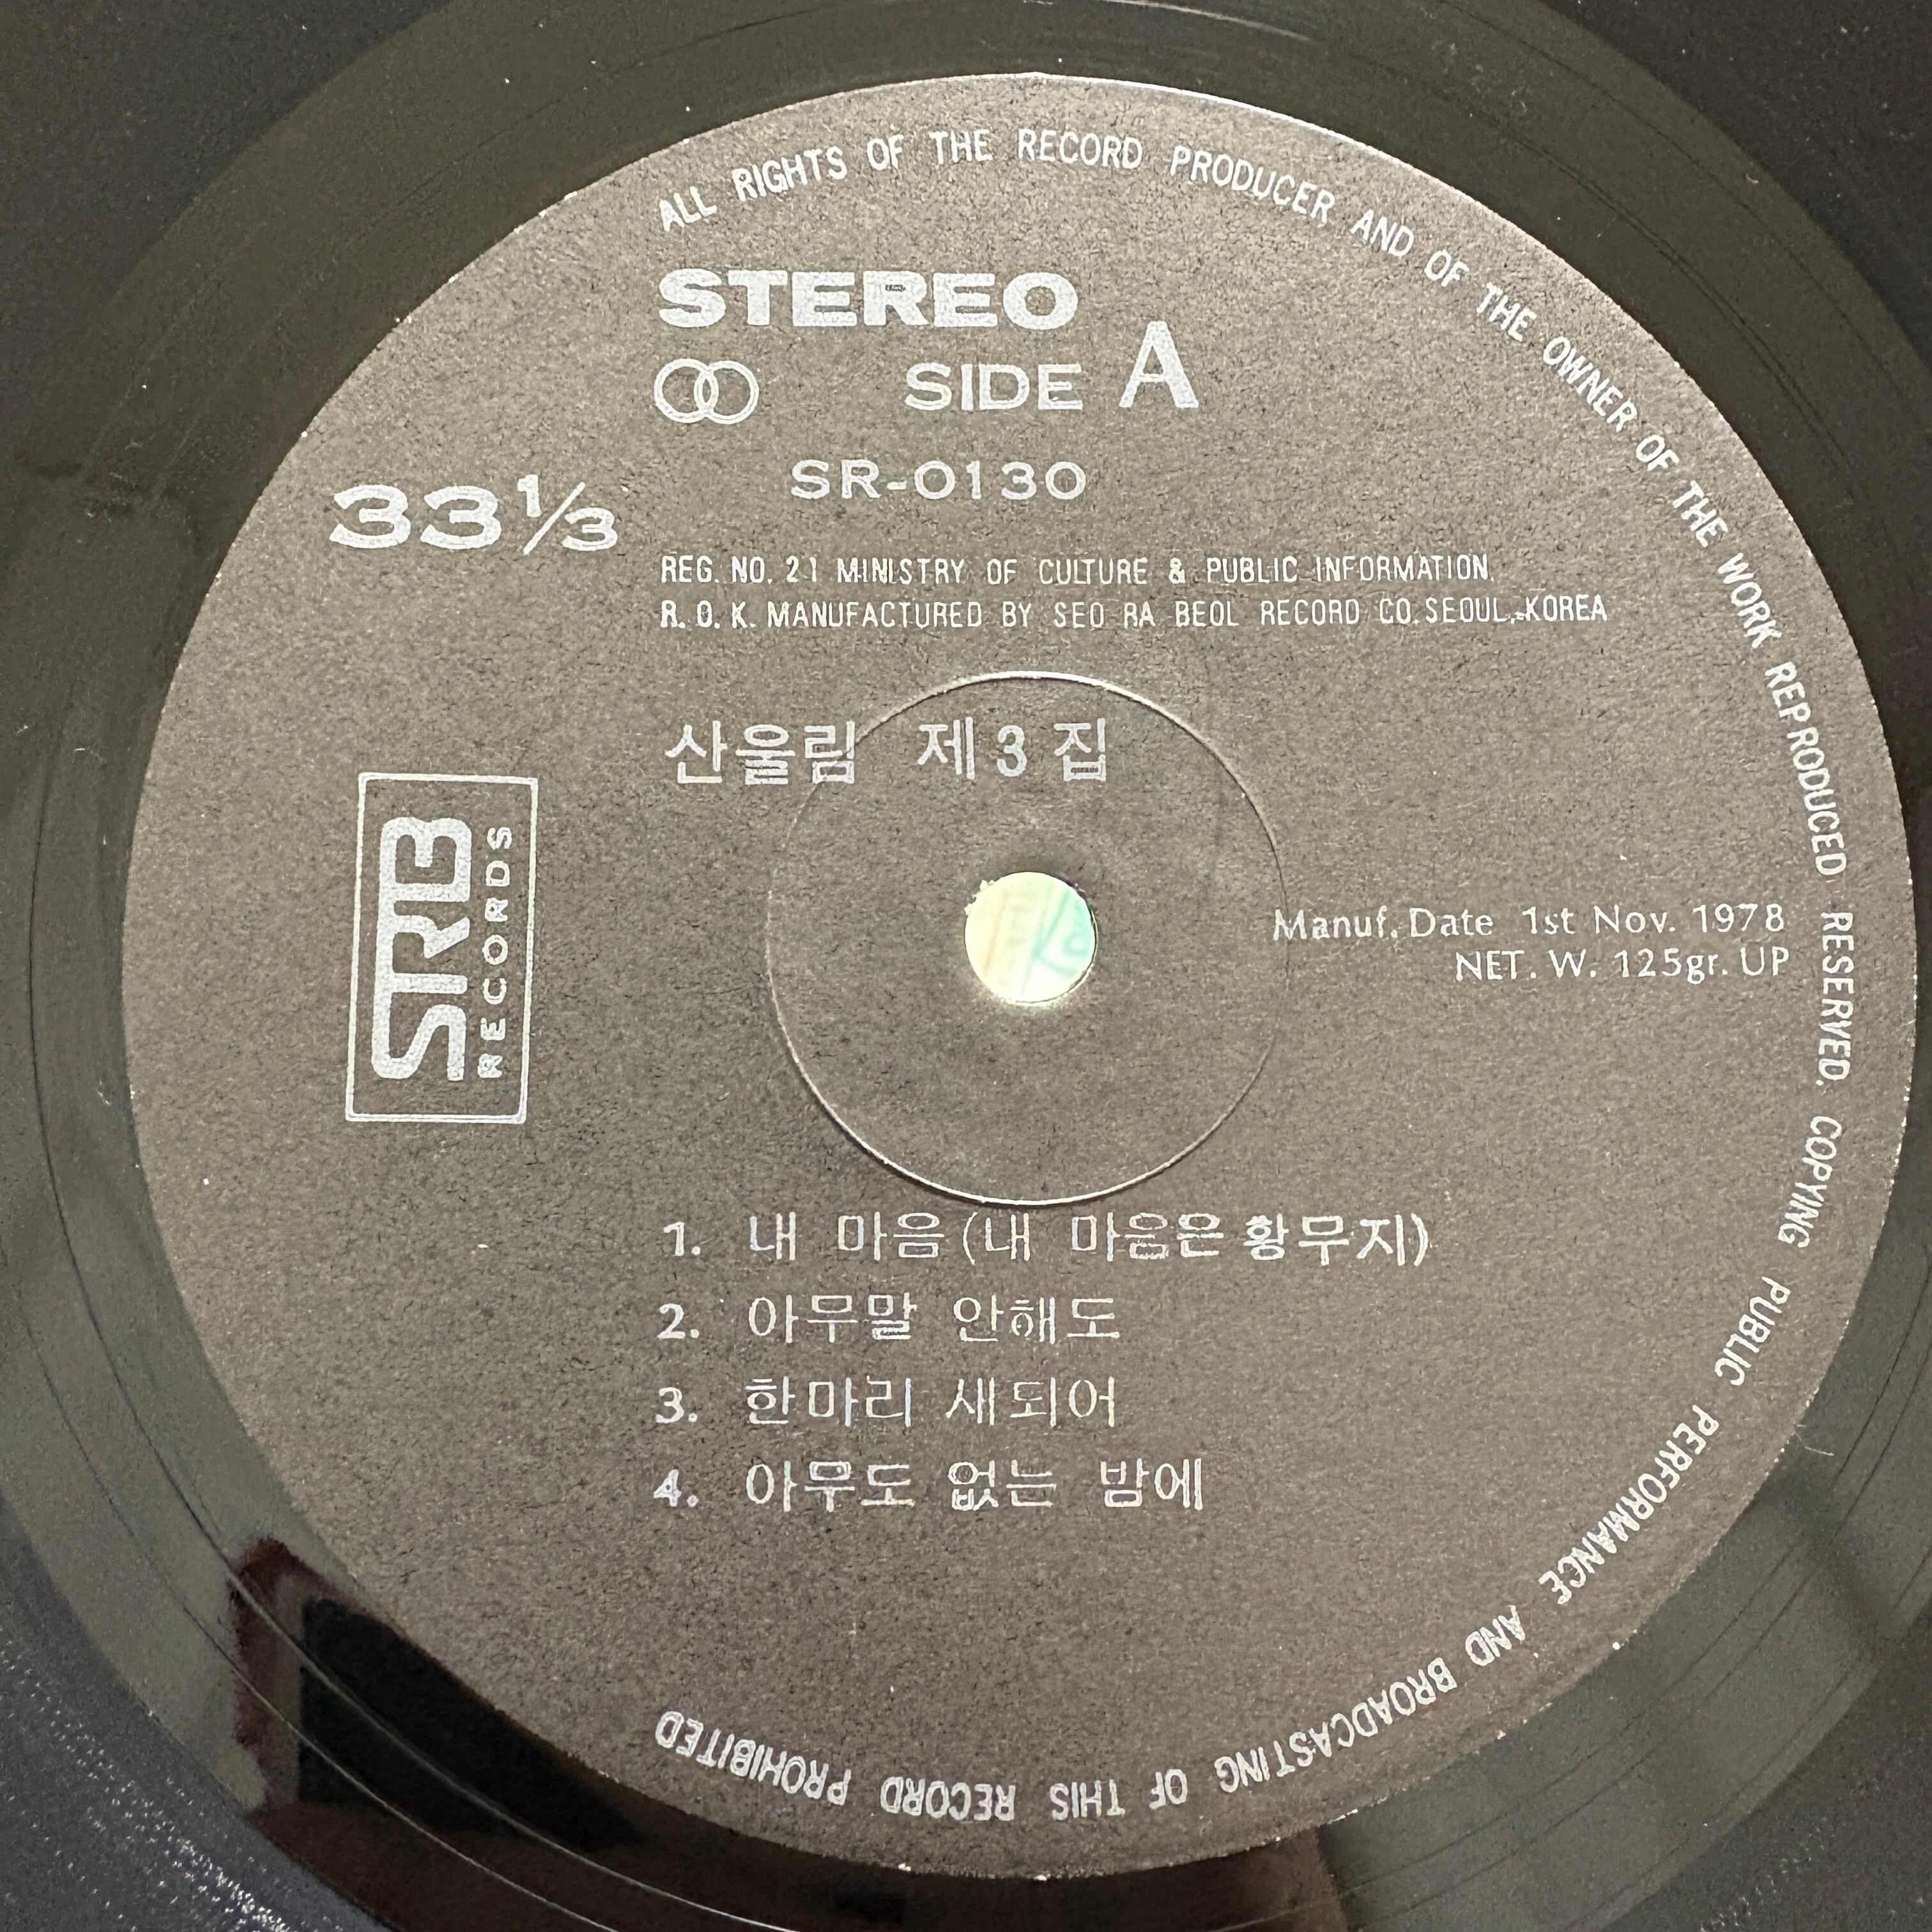 ALL RIGHTS OF THE RECORD PRODUCER AND OF THE OWNER OF THE WORK REPRODUCED RESERVED. COPYING PUBLIC PERFORMANCE AND BROADCASTING OF THIS RECORD PROHIBITED
STEREO
SIDE A
SR-0130
33 1/3
REG. NO. 21 MINISTRY OF CULTURE & PUBLIC INFORMATION.
R. O. K. MANUFACTURED BY SEO RA BEOL RECORD CO. SEOUL, KOREA
산울림 제3집
STRB
RECORDS
Manuf. Date 1st Nov. 1978
NET. W. 125gr. UP
1. 내 마음(내 마음은 황무지)
2. 아무말 안해도
3. 한마리 새되어
4. 아무도 없는 밤에